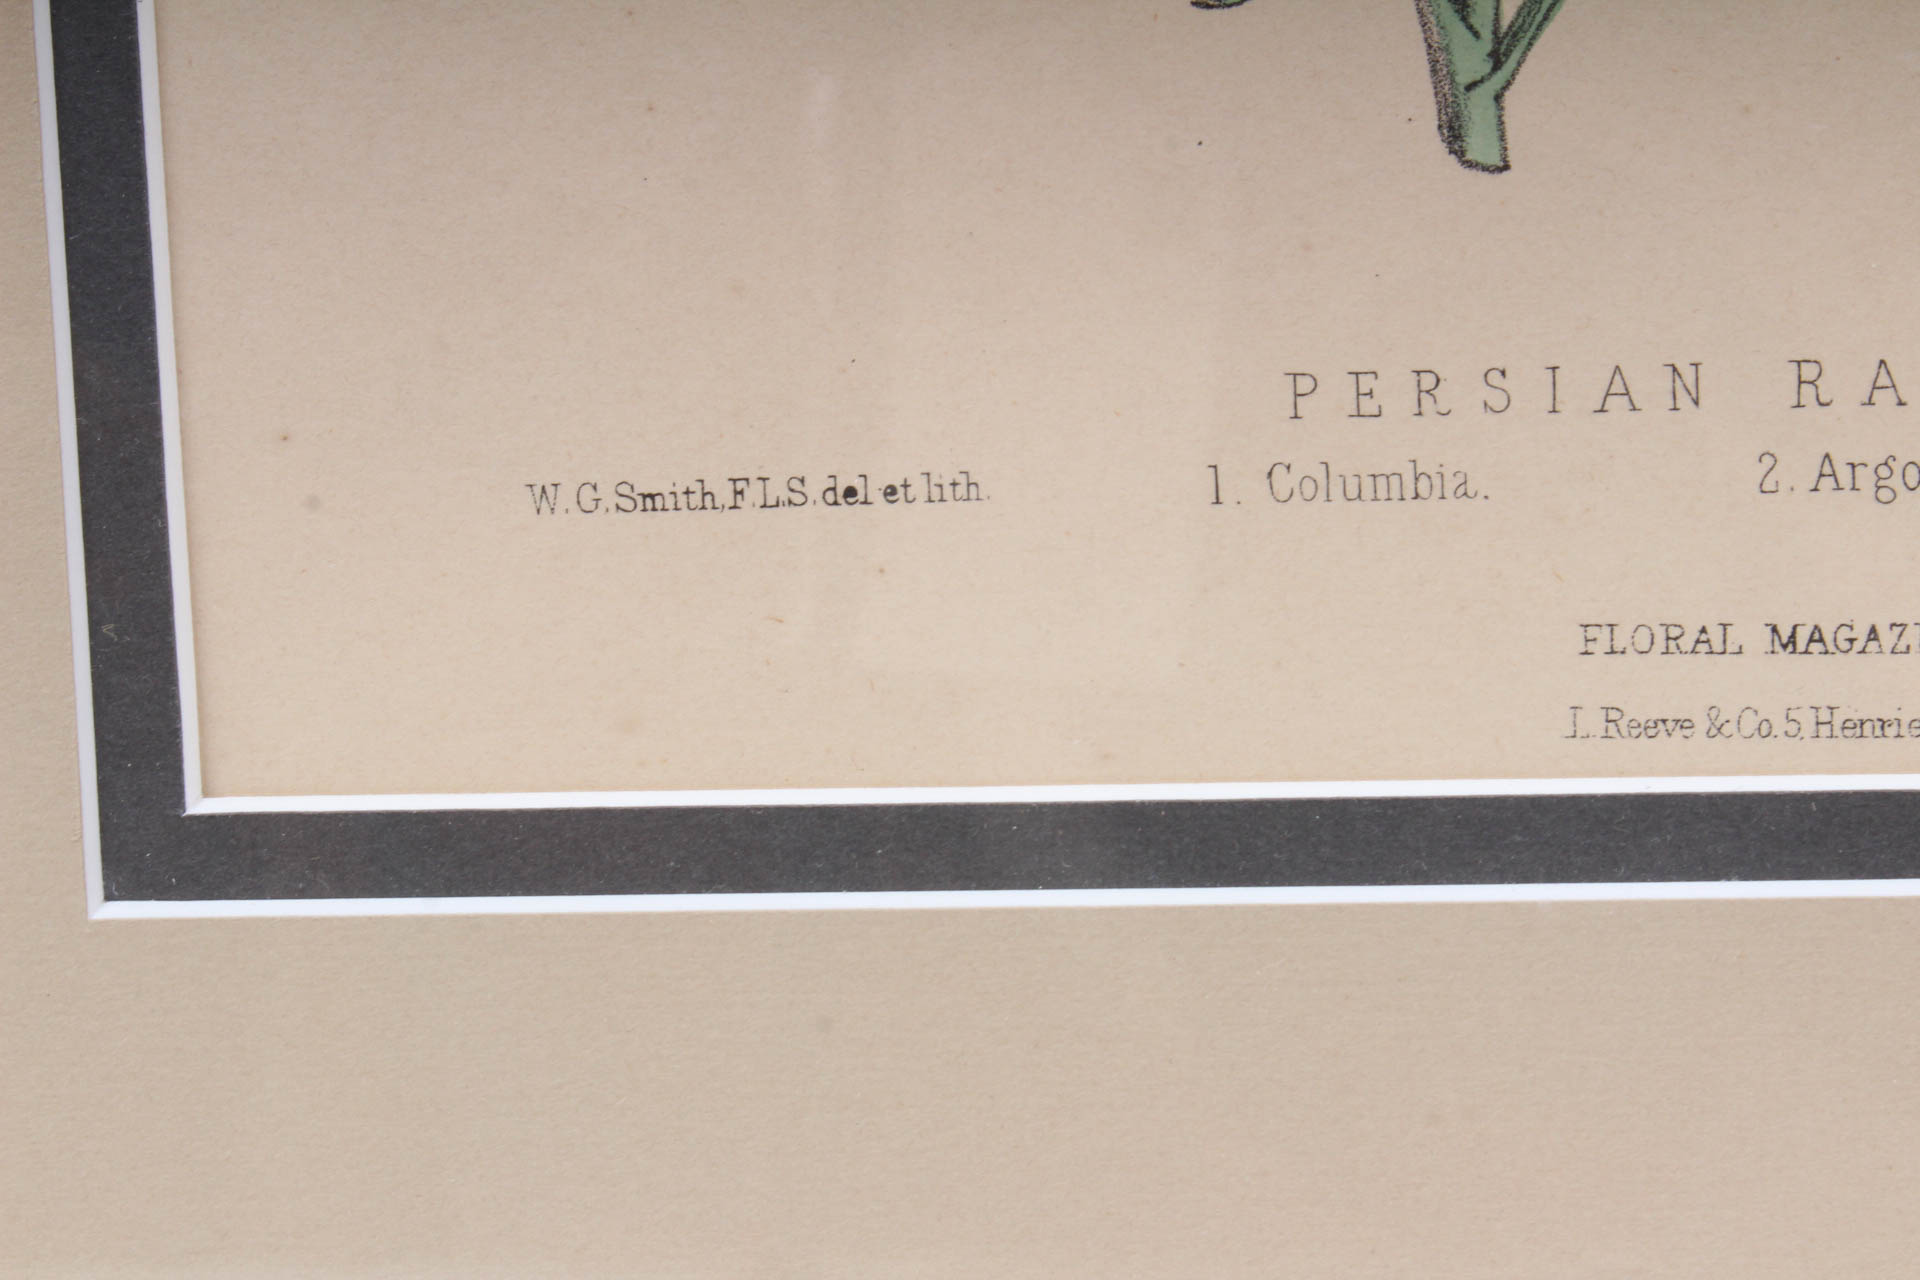 PERSIAN RA
W.G.Smith,F.L.S.del et lith. 1. Columbia. 2. Argo
FLORAL MAGAZI
L.Reeve & Co. 5, Henrie